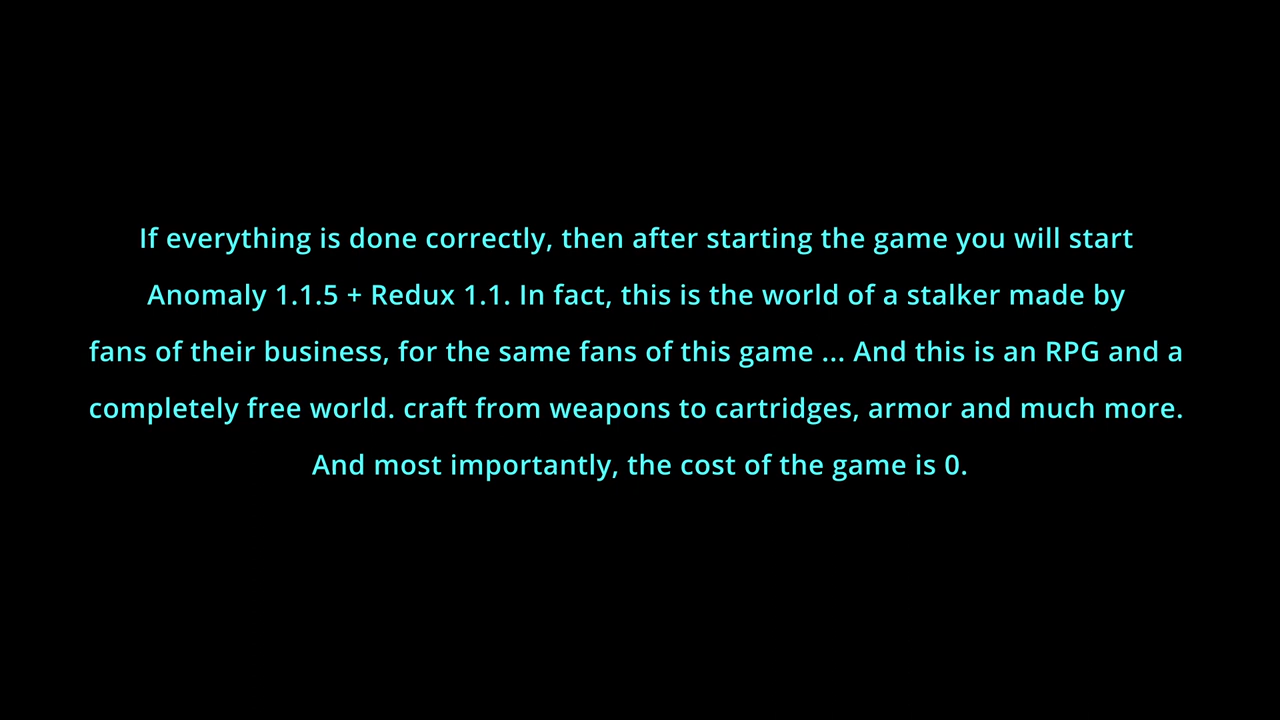 If everything is done correctly, then after starting the game you will start
Anomaly 1.1.5 + Redux 1.1. In fact, this is the world of a stalker made by
fans of their business, for the same fans of this game ... And this is an RPG and a
completely free world. craft from weapons to cartridges, armor and much more.
And most importantly, the cost of the game is 0.